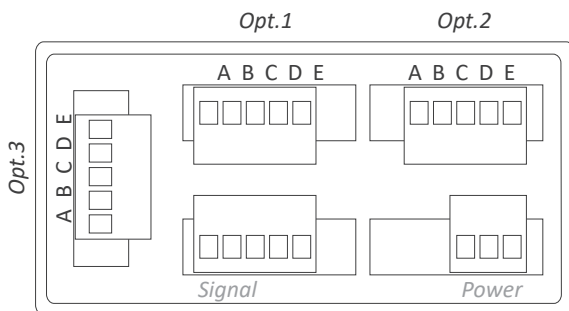 Opt.1 Opt.2
A B C D E A B C D E
Opt.3
A B C D E
Signal Power